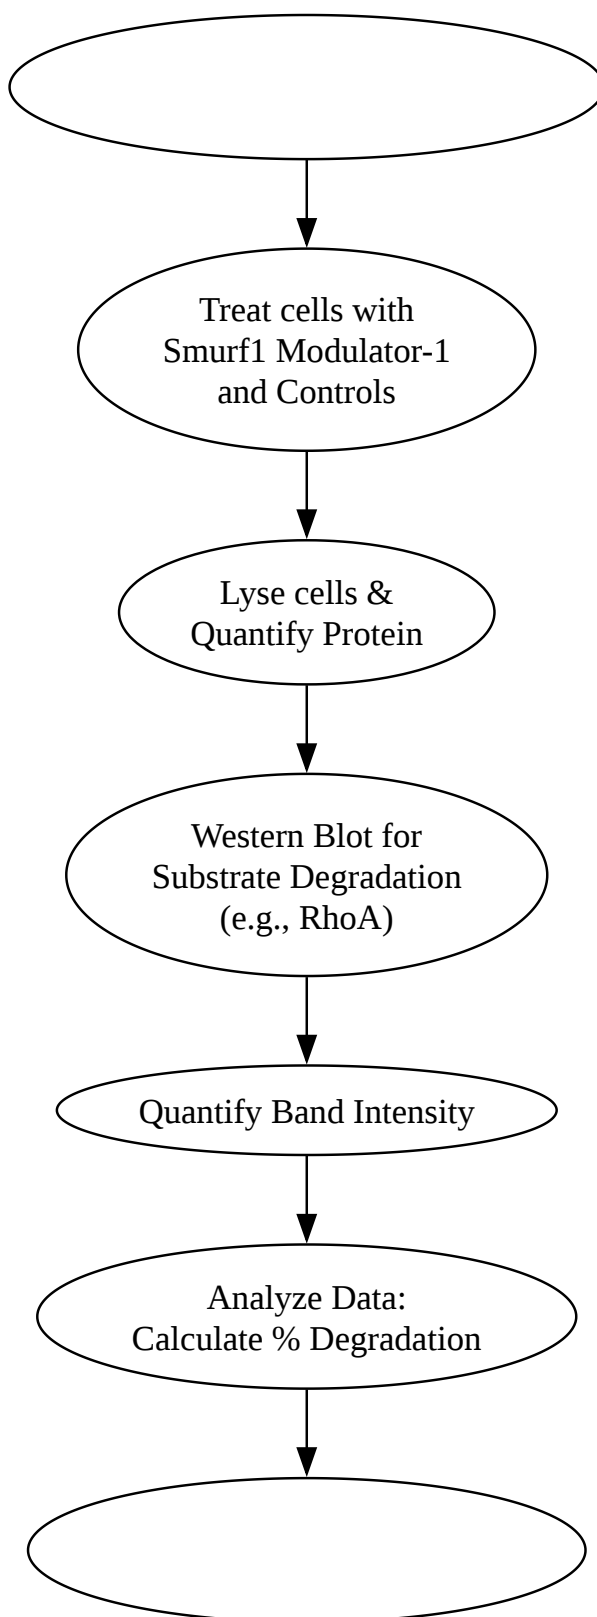 Treat cells with
Smurf1 Modulator-1
and Controls
Lyse cells &
Quantify Protein
Western Blot for
Substrate Degradation
(e.g., RhoA)
Quantify Band Intensity
Analyze Data:
Calculate % Degradation